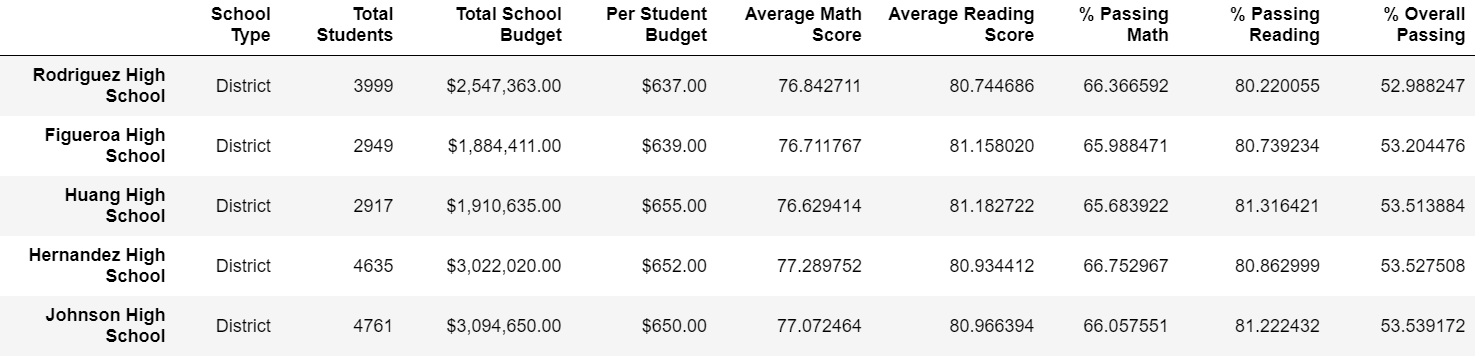 School Type Total Students Total School Budget Per Student Budget Average Math Score Average Reading Score % Passing Math % Passing Reading % Overall Passing
Rodriguez High School District 3999 $2,547,363.00 $637.00 76.842711 80.744686 66.366592 80.220055 52.988247
Figueroa High School District 2949 $1,884,411.00 $639.00 76.711767 81.158020 65.988471 80.739234 53.204476
Huang High School District 2917 $1,910,635.00 $655.00 76.629414 81.182722 65.683922 81.316421 53.513884
Hernandez High School District 4635 $3,022,020.00 $652.00 77.289752 80.934412 66.752967 80.862999 53.527508
Johnson High School District 4761 $3,094,650.00 $650.00 77.072464 80.966394 66.057551 81.222432 53.539172